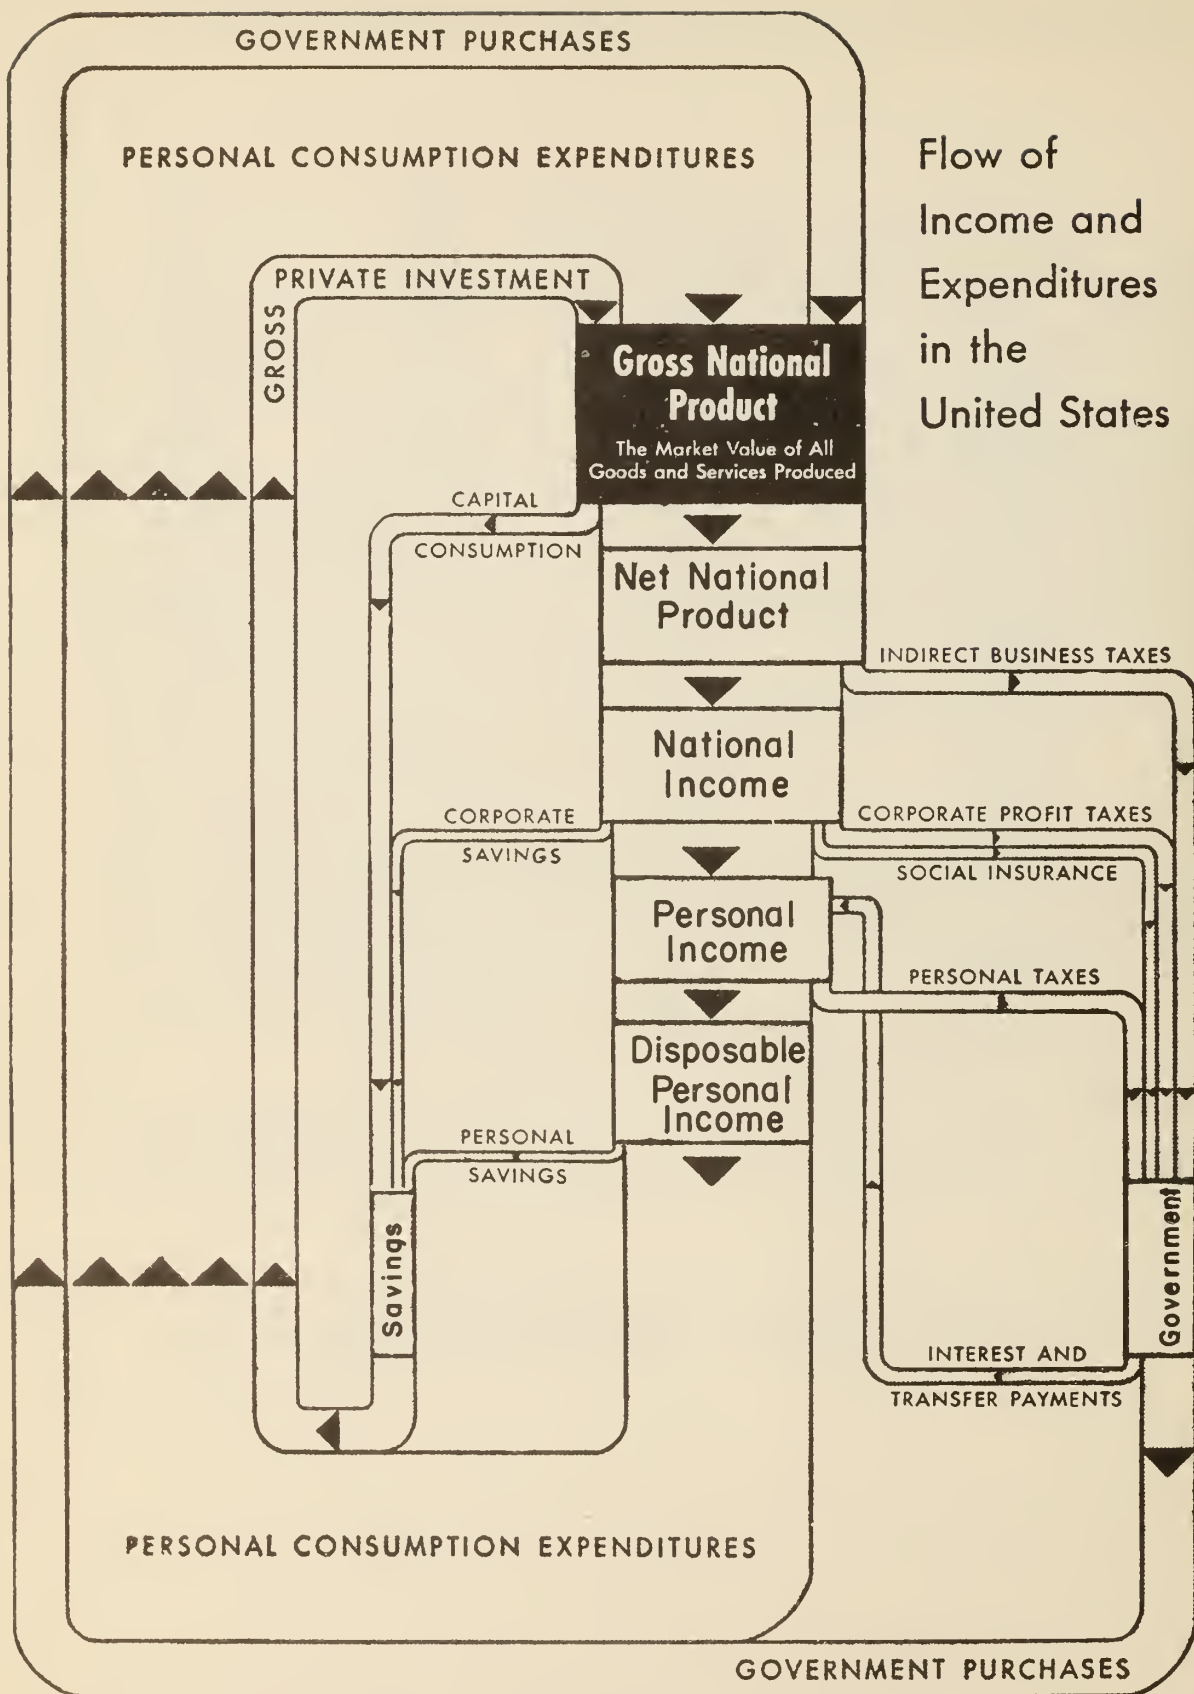 GOVERNMENT PURCHASES
PERSONAL CONSUMPTION EXPENDITURES
Flow of
Income and
Expenditures
in the
United States
PRIVATE INVESTMENT
GROSS
Gross National
Product
The Market Value of All
Goods and Services Produced
CAPITAL
CONSUMPTION
Net National
Product
INDIRECT BUSINESS TAXES
National
Income
CORPORATE
SAVINGS
CORPORATE PROFIT TAXES
SOCIAL INSURANCE
Personal
Income
PERSONAL TAXES
Disposable
Personal
Income
PERSONAL
SAVINGS
Savings
Government
INTEREST AND
TRANSFER PAYMENTS
PERSONAL CONSUMPTION EXPENDITURES
GOVERNMENT PURCHASES